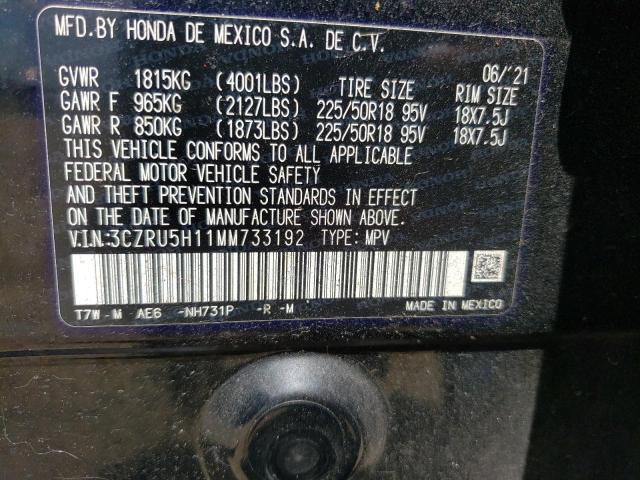 MFD.BY HONDA DE MEXICO S.A. DE C.V.
06/'21
GVWR 1815KG (4001LBS) TIRE SIZE RIM SIZE
GAWR F 965KG (2127LBS) 225/50R18 95V 18X7.5J
GAWR R 850KG (1873LBS) 225/50R18 95V 18X7.5J
THIS VEHICLE CONFORMS TO ALL APPLICABLE
FEDERAL MOTOR VEHICLE SAFETY
AND THEFT PREVENTION STANDARDS IN EFFECT
ON THE DATE OF MANUFACTURE SHOWN ABOVE.
V.I.N:3CZRU5H11MM733192 TYPE: MPV
T7W -M AE6 -NH731P -R -M MADE IN MEXICO